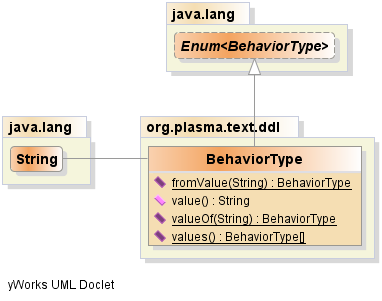 java.lang
Enum<BehaviorType>
java.lang
String
org.plasma.text.ddl
BehaviorType
fromValue(String) : BehaviorType
value() : String
valueOf(String) : BehaviorType
values() : BehaviorType[]
yWorks UML Doclet